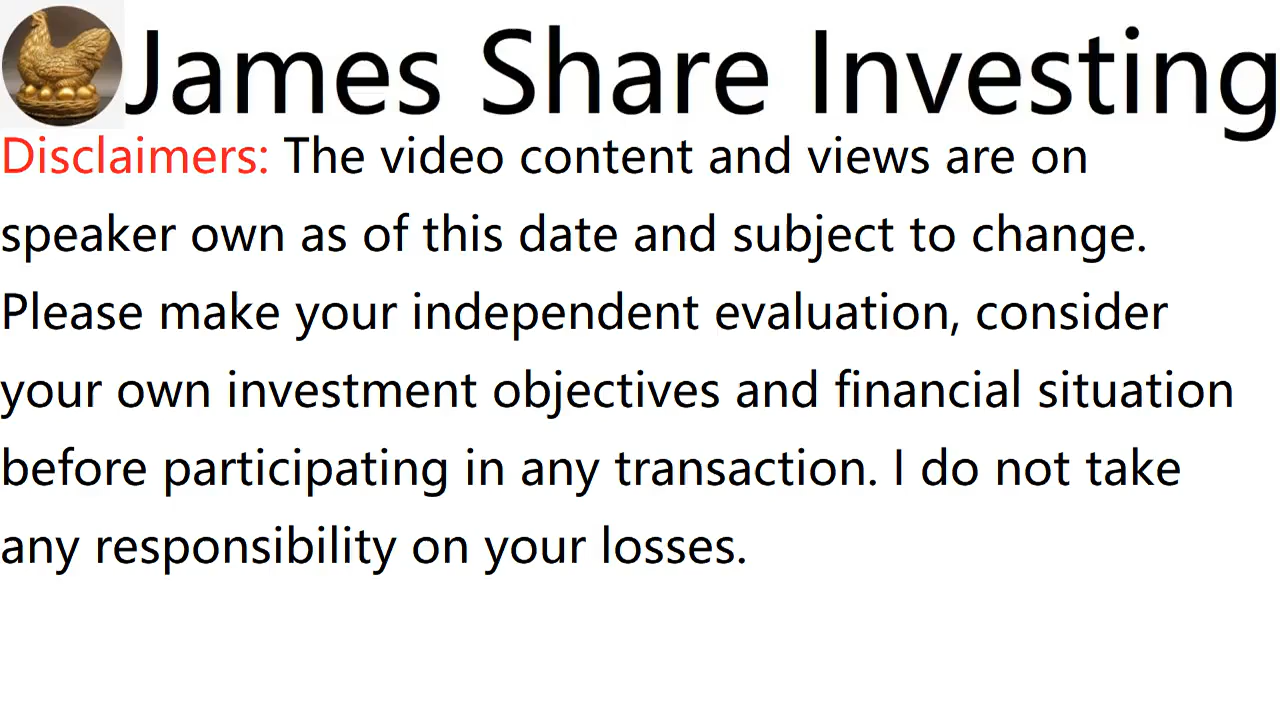 James Share Investing
Disclaimers: The video content and views are on
speaker own as of this date and subject to change.
Please make your independent evaluation, consider
your own investment objectives and financial situation
before participating in any transaction. I do not take
any responsibility on your losses.